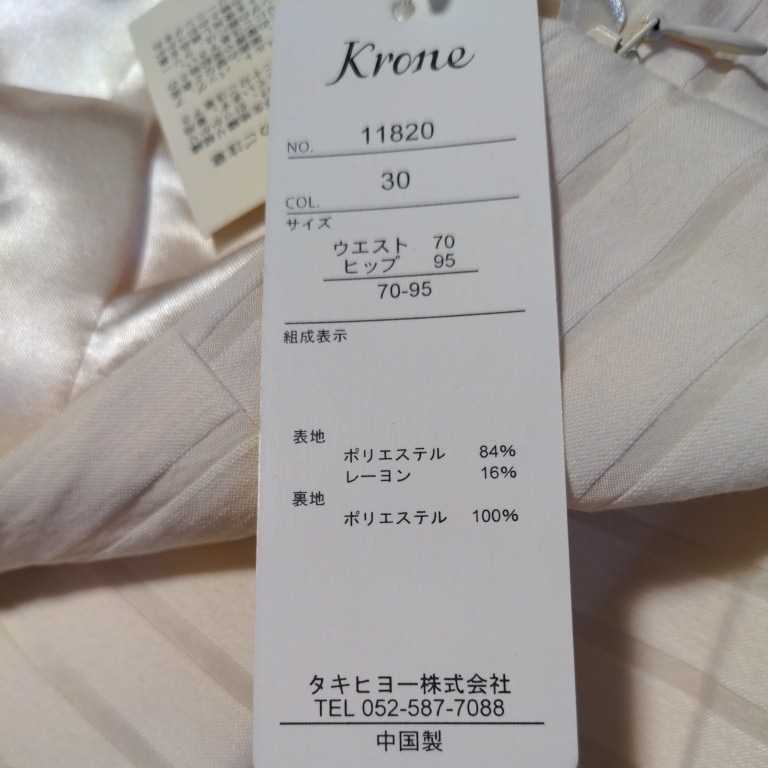 Krone
NO. 11820
COL. 30
サイズ
ウエスト 70
ヒップ 95
70-95
組成表示
表地
ポリエステル 84%
レーヨン 16%
裏地
ポリエステル 100%
タキヒヨー株式会社
TEL 052-587-7088
中国製